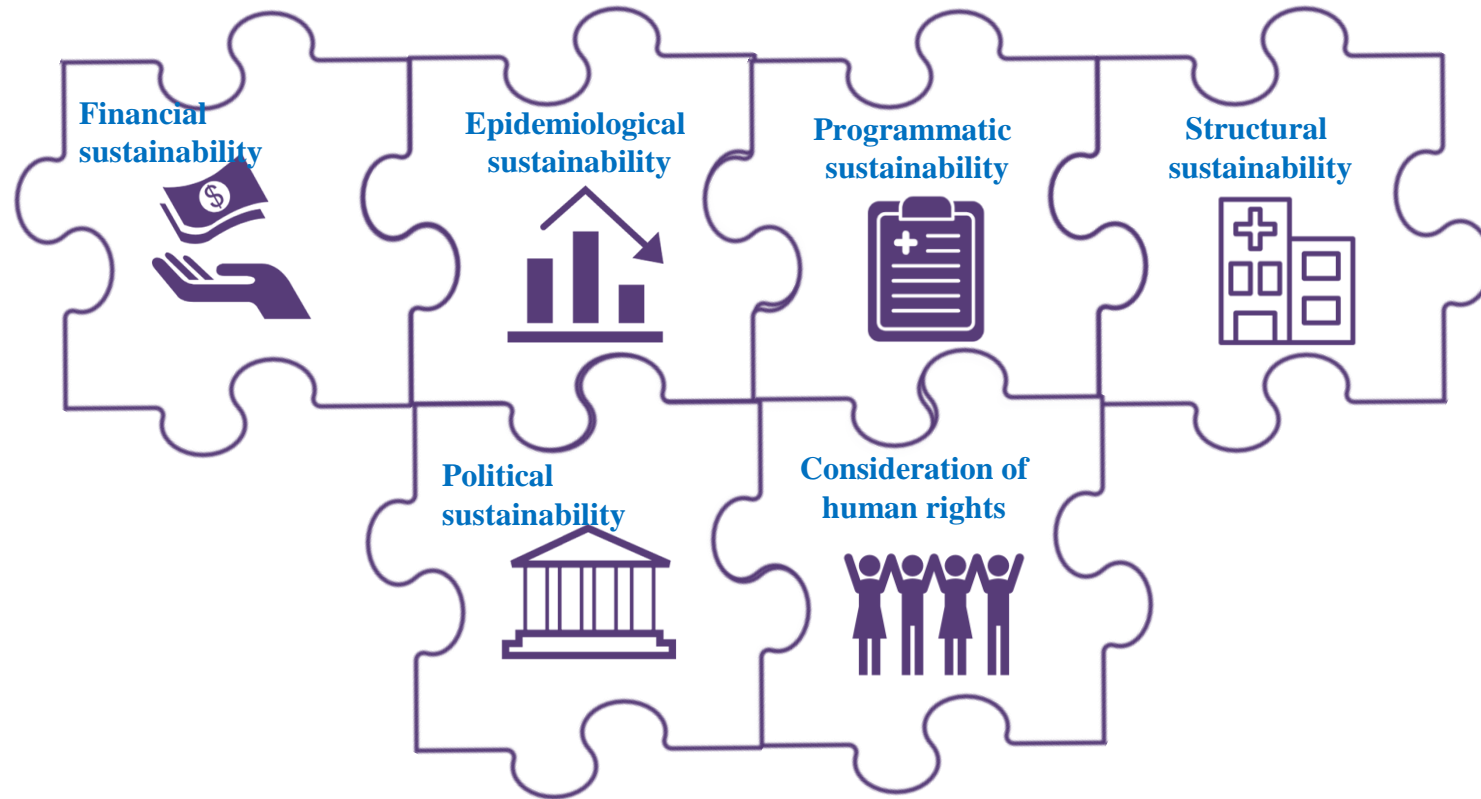 Financial
sustainability
Epidemiological
sustainability
Programmatic
sustainability
Structural
sustainability
$
Political
sustainability
Consideration of
human rights